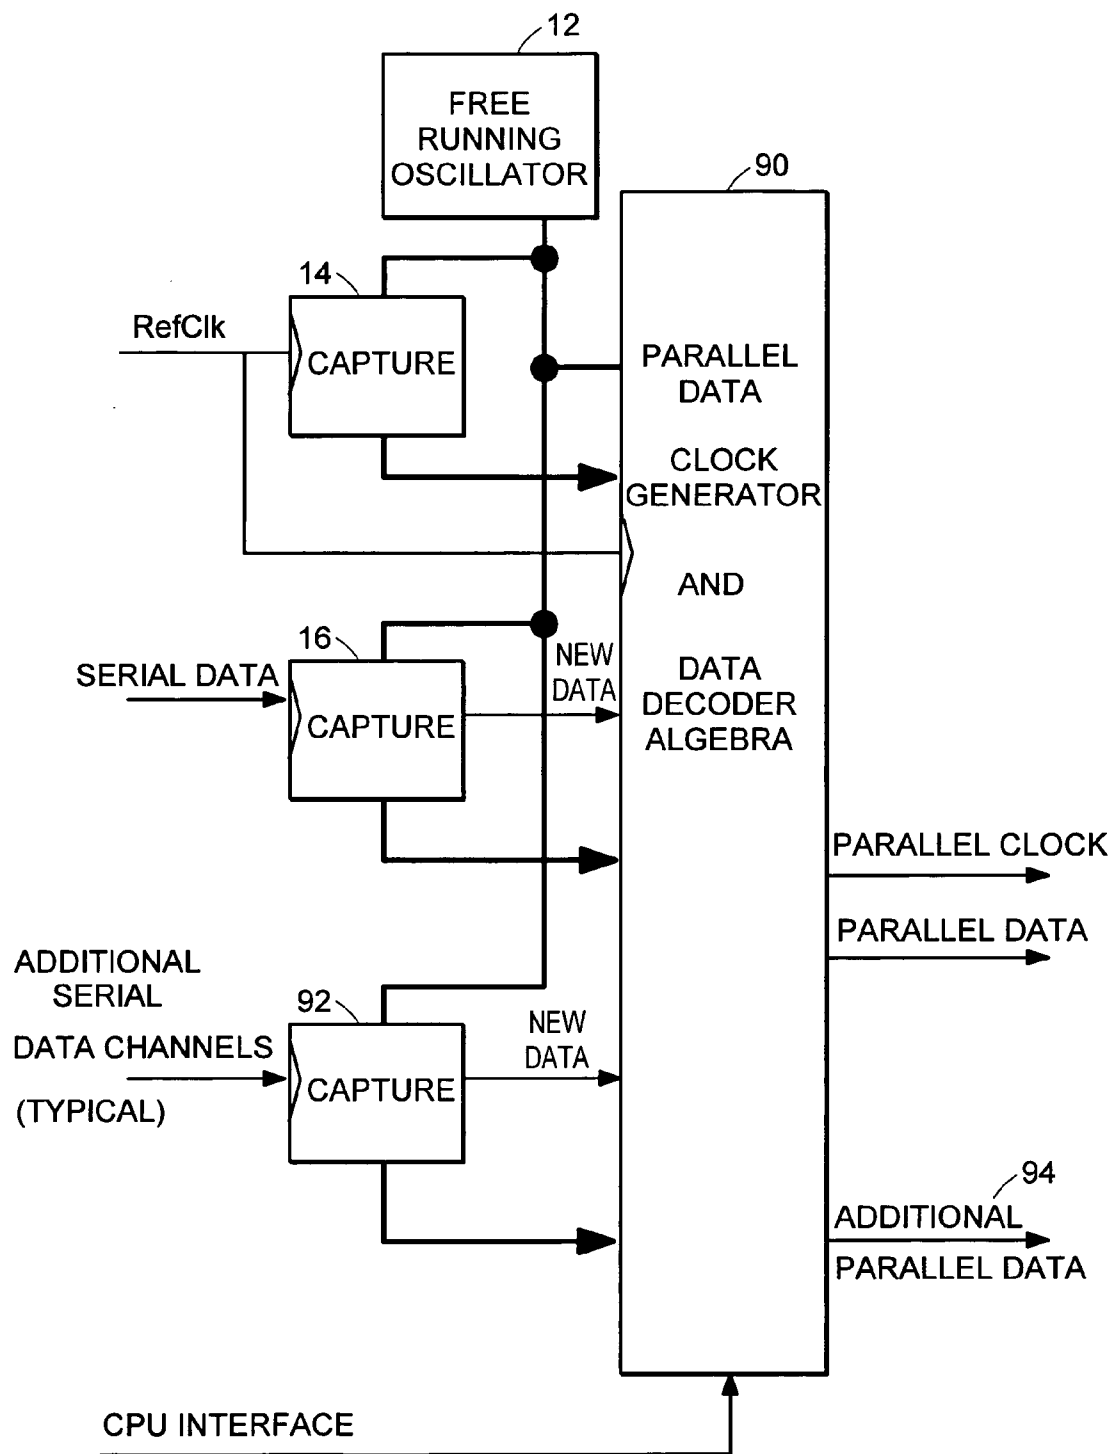 12
FREE
RUNNING
OSCILLATOR
90
14
RefClk
CAPTURE
PARALLEL
DATA
CLOCK
GENERATOR
AND
16
SERIAL DATA
CAPTURE
NEW
DATA
DATA
DECODER
ALGEBRA
PARALLEL CLOCK
PARALLEL DATA
ADDITIONAL
SERIAL
DATA CHANNELS
(TYPICAL)
92
CAPTURE
NEW
DATA
94
ADDITIONAL
PARALLEL DATA
CPU INTERFACE